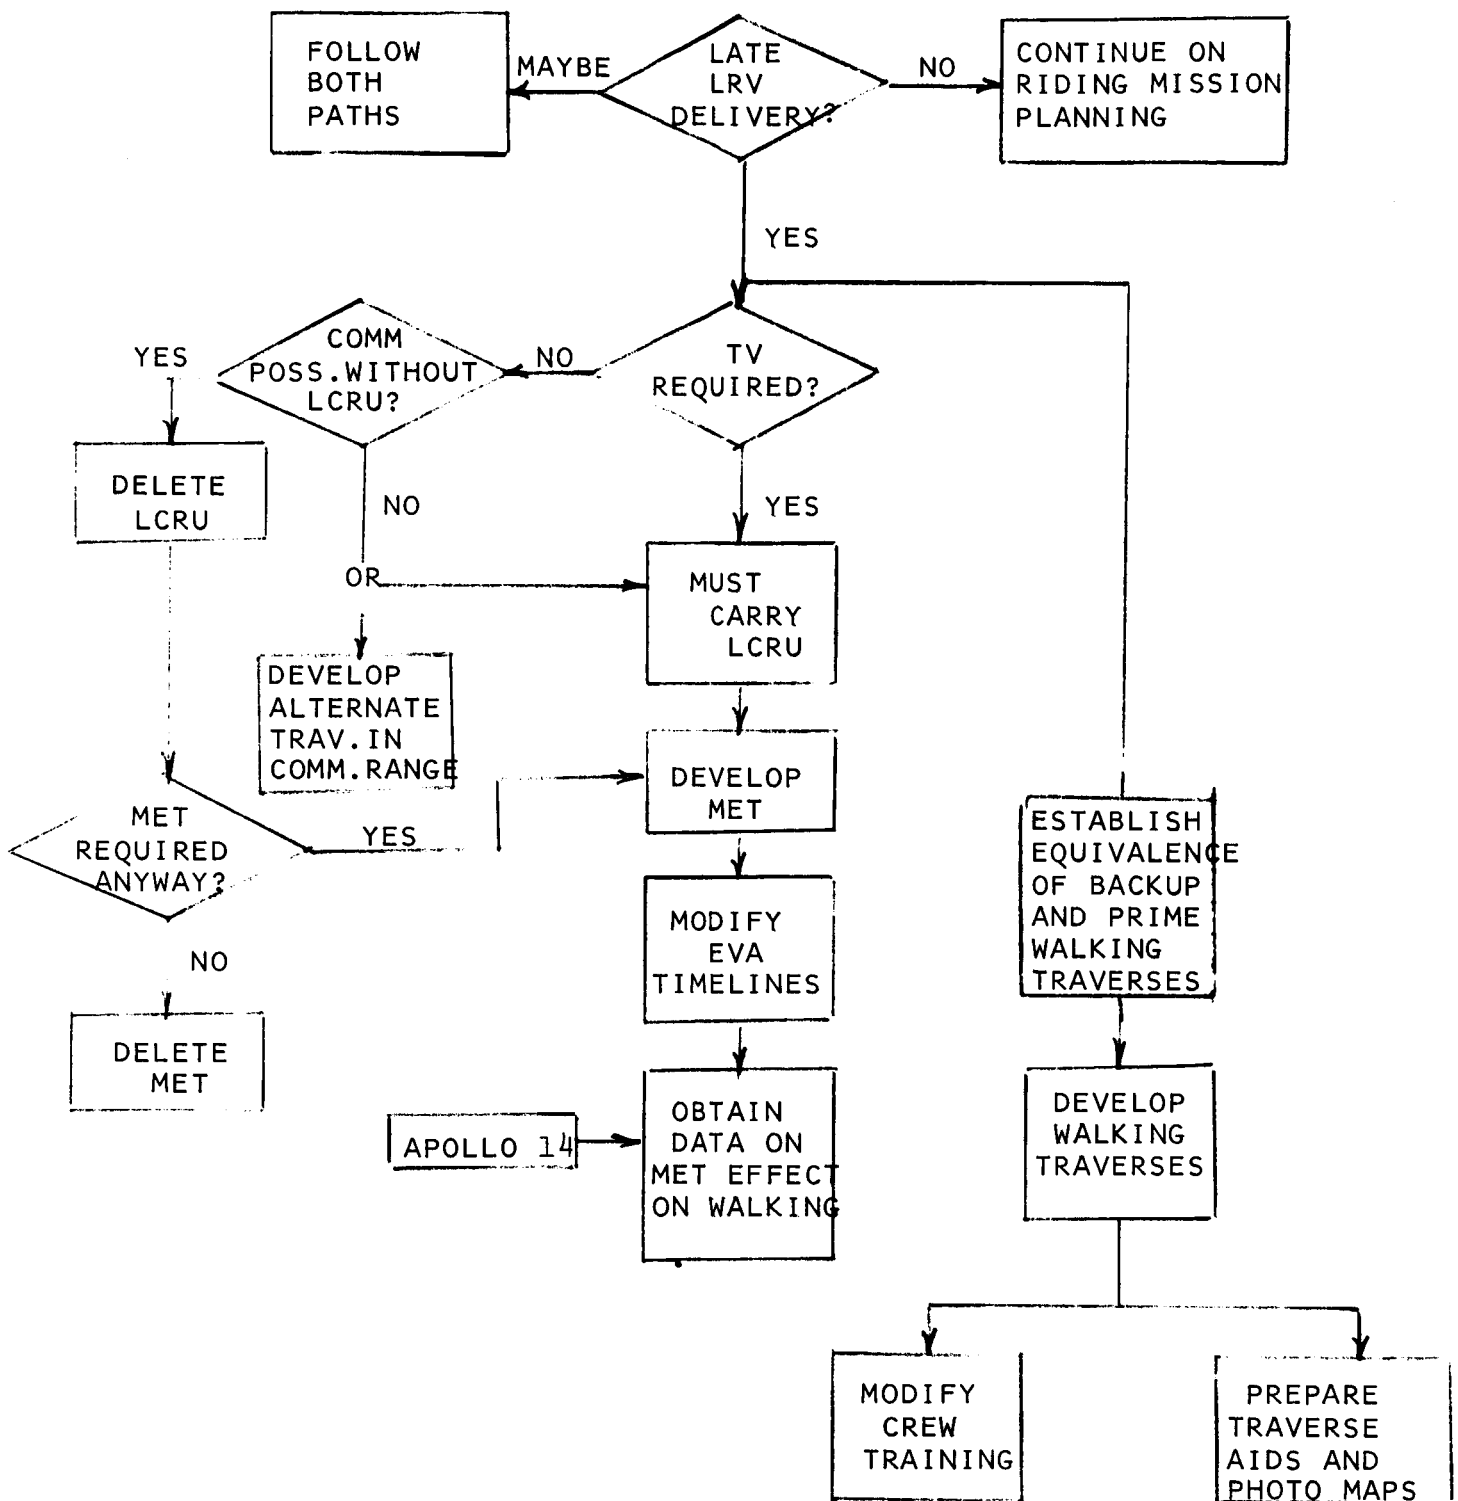 FOLLOW
BOTH
PATHS
MAYBE
LATE
LRV
DELIVERY?
NO
CONTINUE ON
RIDING MISSION
PLANNING
YES
YES
COMM
POSS.WITHOUT
LCRU?
NO
TV
REQUIRED?
DELETE
LCRU
NO
YES
OR
MUST
CARRY
LCRU
DEVELOP
ALTERNATE
TRAV.IN
COMM.RANGE
DEVELOP
MET
MET
REQUIRED
ANYWAY?
YES
ESTABLISH
EQUIVALENCE
OF BACKUP
AND PRIME
WALKING
TRAVERSES
MODIFY
EVA
TIMELINES
NO
DELETE
MET
APOLLO 14
OBTAIN
DATA ON
MET EFFECT
ON WALKING
DEVELOP
WALKING
TRAVERSES
MODIFY
CREW
TRAINING
PREPARE
TRAVERSE
AIDS AND
PHOTO MAPS